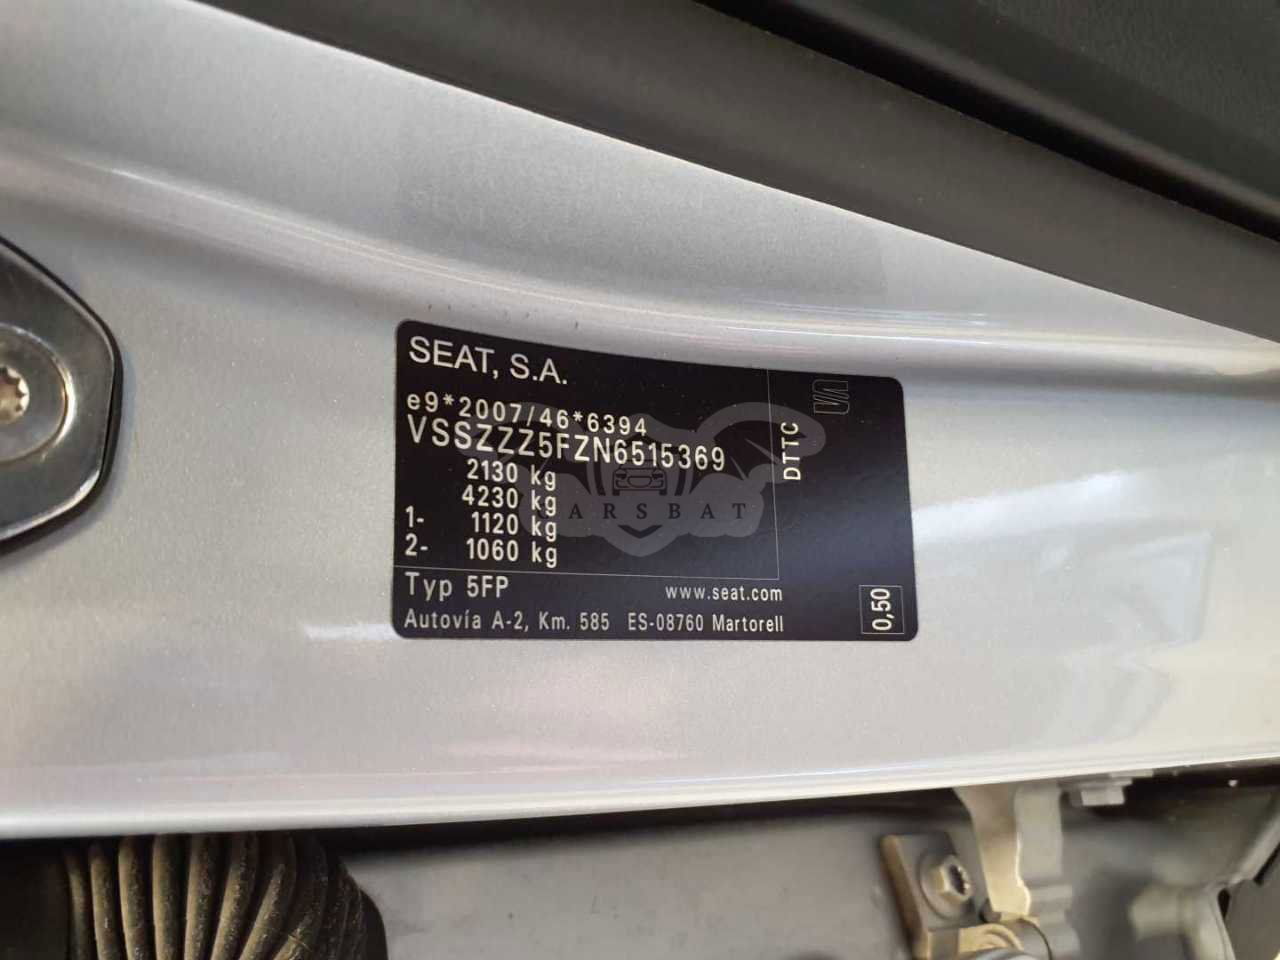 SEAT, S.A.
e9*2007/46*6394
VSSZZZ5FZN6515369
2130 kg
4230 kg
1- 1120 kg
2- 1060 kg
Typ 5FP
www.seat.com
Autovía A-2, Km. 585 ES-08760 Martorell
DTTC
0,50
CARSBAT